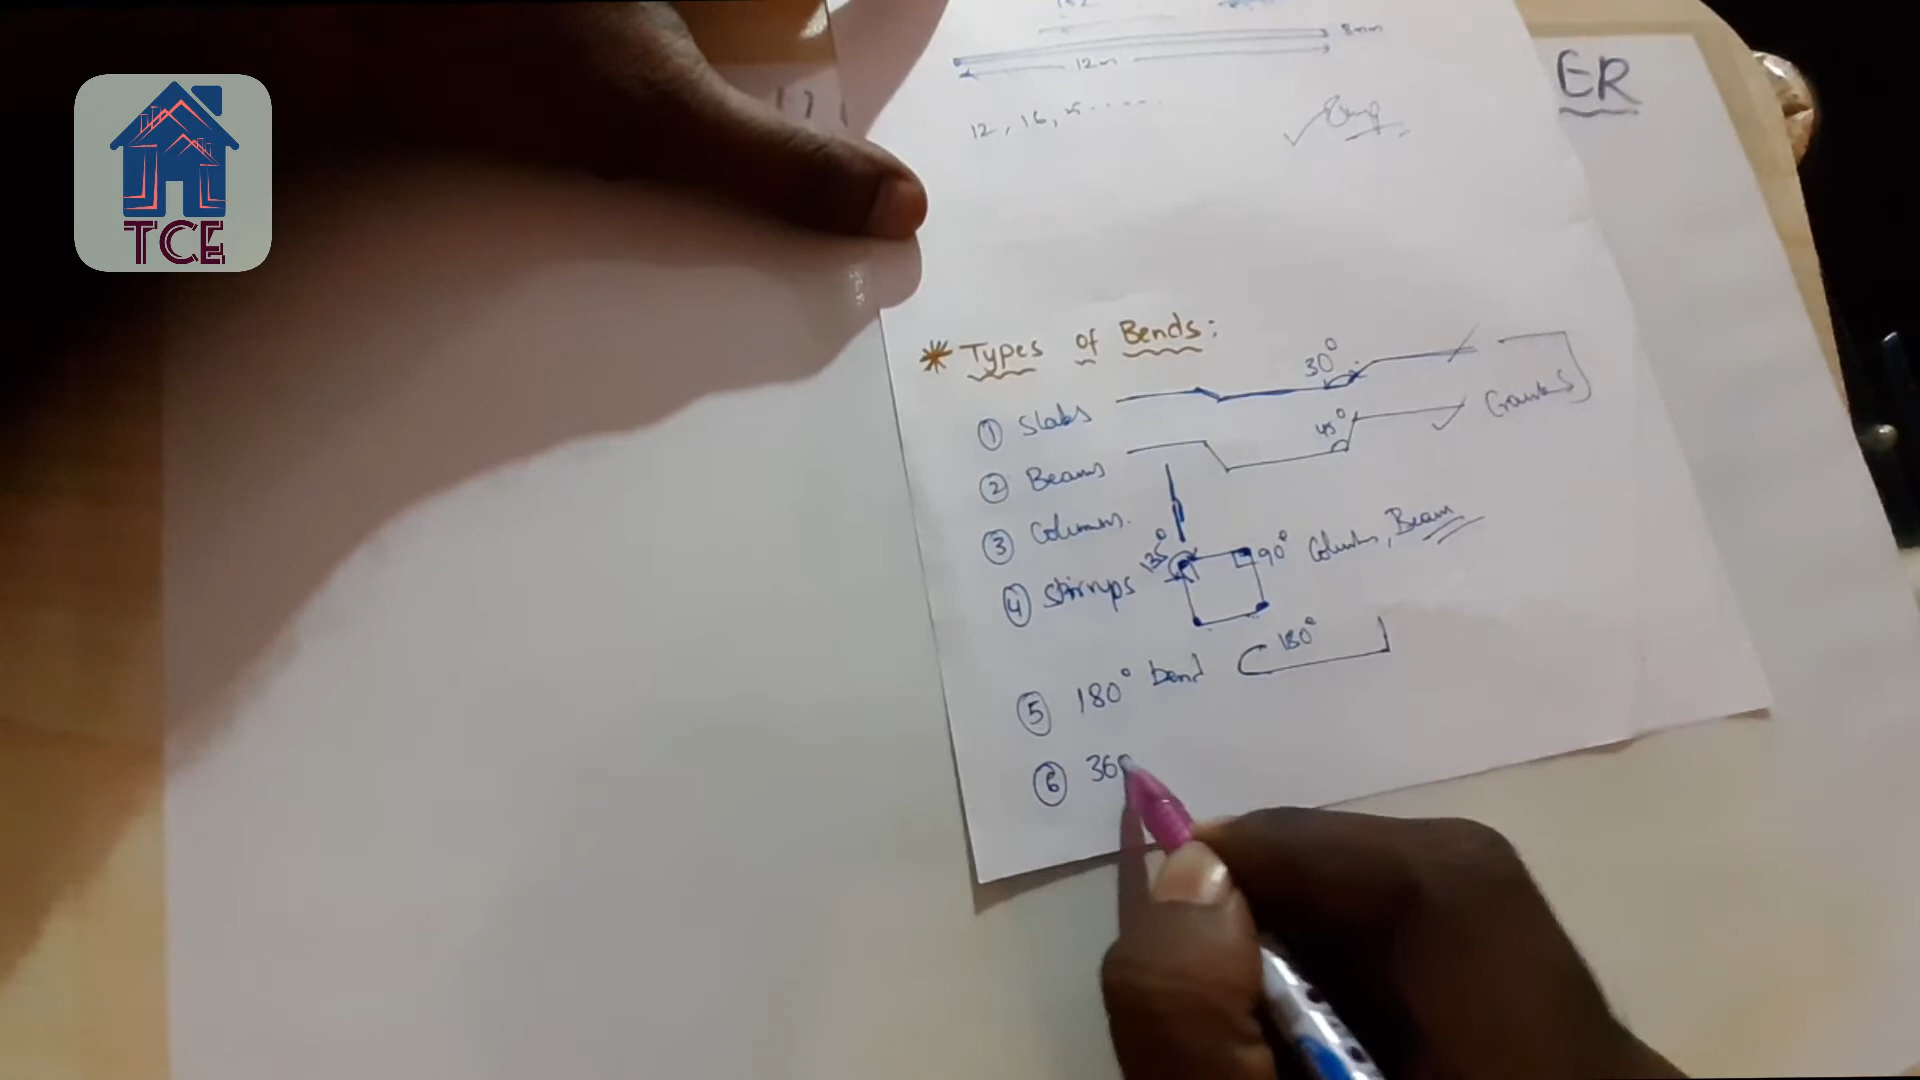 TCE
ER
8mm
12m
12, 16,
* Types of Bends:
① Slabs 30°
② Beams 45° Cranks
③ Columns.
④ Stirrups 135° 90° Columns, Beam
⑤ 180° bend 180°
⑥ 360